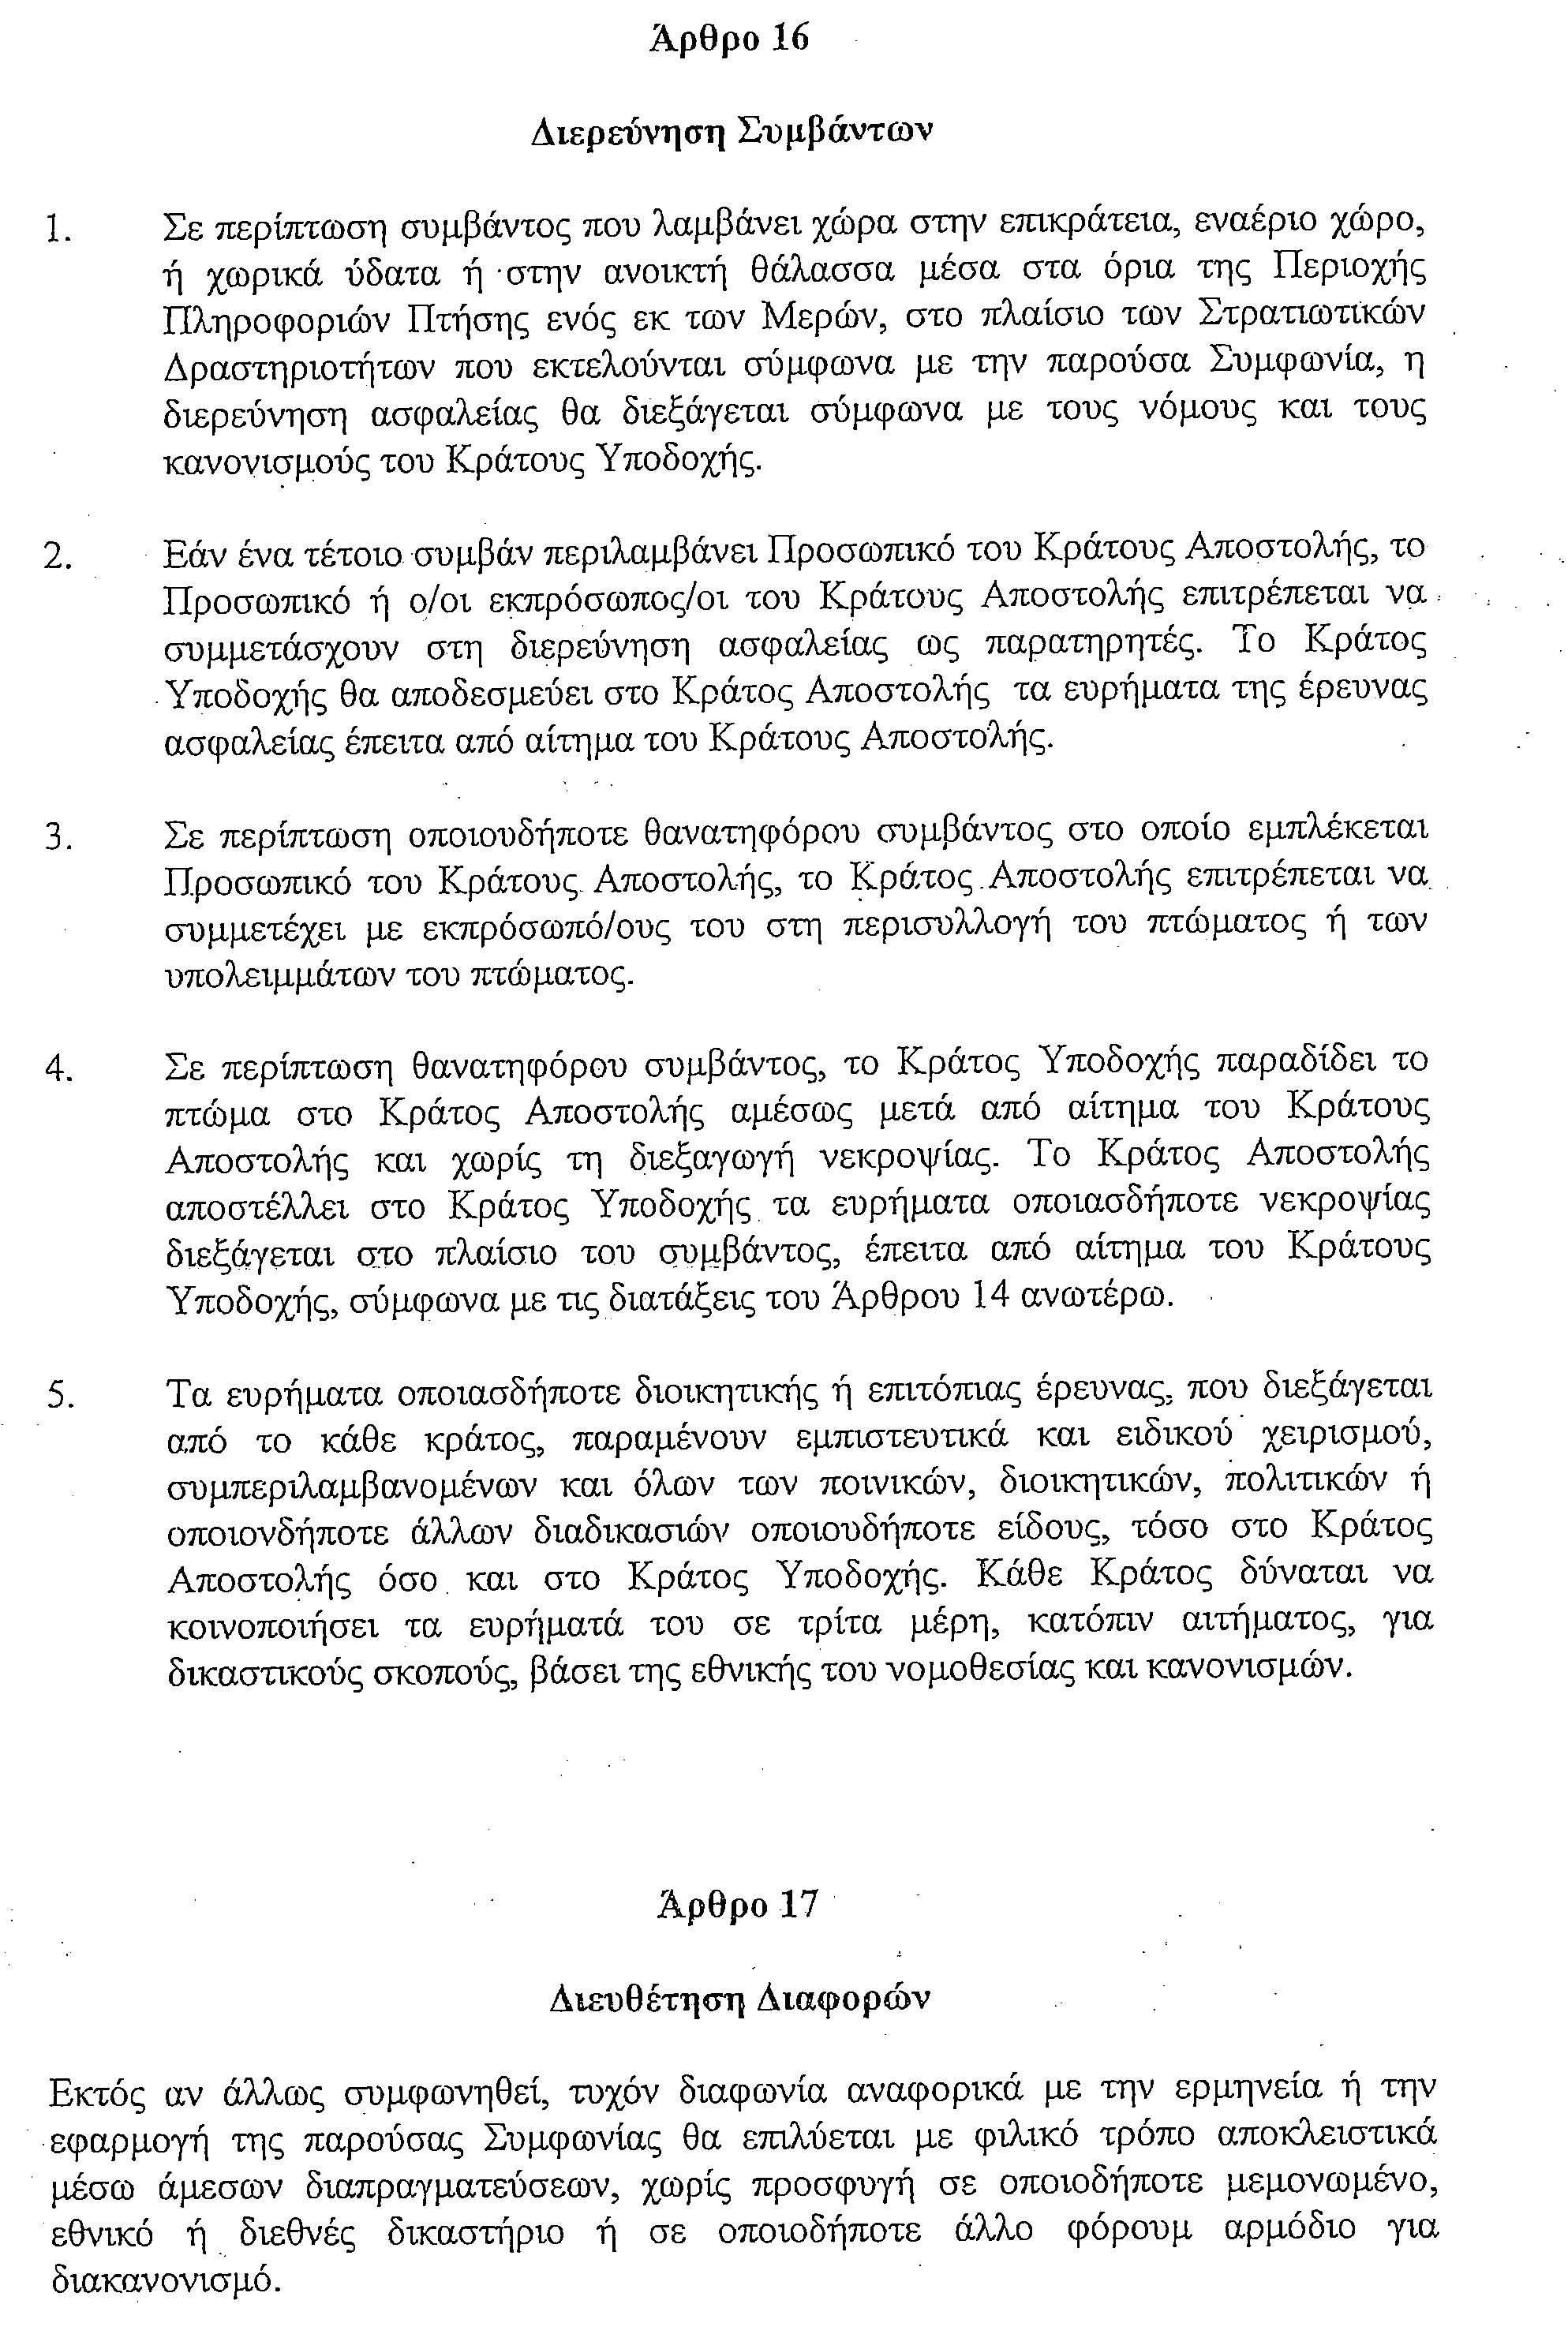 Άρθρο 16
Διερεύνηση Συμβάντων
1. Σε περίπτωση συμβάντος που λαμβάνει χώρα στην επικράτεια, εναέριο χώρο,
ή χωρικά ύδατα ή στην ανοικτή θάλασσα μέσα στα όρια της Περιοχής
Πληροφοριών Πτήσης ενός εκ των Μερών, στο πλαίσιο των Στρατιωτικών
Δραστηριοτήτων που εκτελούνται σύμφωνα με την παρούσα Συμφωνία, η
διερεύνηση ασφαλείας θα διεξάγεται σύμφωνα με τους νόμους και τους
κανονισμούς του Κράτους Υποδοχής.
2. Εάν ένα τέτοιο συμβάν περιλαμβάνει Προσωπικό του Κράτους Αποστολής, το
Προσωπικό ή ο/οι εκπρόσωπος/οι του Κράτους Αποστολής επιτρέπεται να
συμμετάσχουν στη διερεύνηση ασφαλείας ως παρατηρητές. Το Κράτος
Υποδοχής θα αποδεσμεύει στο Κράτος Αποστολής τα ευρήματα της έρευνας
ασφαλείας έπειτα από αίτημα του Κράτους Αποστολής.
3. Σε περίπτωση οποιουδήποτε θανατηφόρου συμβάντος στο οποίο εμπλέκεται
Προσωπικό του Κράτους Αποστολής, το Κράτος Αποστολής επιτρέπεται να
συμμετέχει με εκπρόσωπό/ους του στη περισυλλογή του πτώματος ή των
υπολειμμάτων του πτώματος.
4. Σε περίπτωση θανατηφόρου συμβάντος, το Κράτος Υποδοχής παραδίδει το
πτώμα στο Κράτος Αποστολής αμέσως μετά από αίτημα του Κράτους
Αποστολής και χωρίς τη διεξαγωγή νεκροψίας. Το Κράτος Αποστολής
αποστέλλει στο Κράτος Υποδοχής τα ευρήματα οποιασδήποτε νεκροψίας
διεξάγεται στο πλαίσιο του συμβάντος, έπειτα από αίτημα του Κράτους
Υποδοχής, σύμφωνα με τις διατάξεις του Άρθρου 14 ανωτέρω.
5. Τα ευρήματα οποιασδήποτε διοικητικής ή επιτόπιας έρευνας, που διεξάγεται
από το κάθε κράτος, παραμένουν εμπιστευτικά και ειδικού χειρισμού,
συμπεριλαμβανομένων και όλων των ποινικών, διοικητικών, πολιτικών ή
οποιονδήποτε άλλων διαδικασιών οποιουδήποτε είδους, τόσο στο Κράτος
Αποστολής όσο και στο Κράτος Υποδοχής. Κάθε Κράτος δύναται να
κοινοποιήσει τα ευρήματά του σε τρίτα μέρη, κατόπιν αιτήματος, για
δικαστικούς σκοπούς, βάσει της εθνικής του νομοθεσίας και κανονισμών.
Άρθρο 17
Διευθέτηση Διαφορών
Εκτός αν άλλως συμφωνηθεί, τυχόν διαφωνία αναφορικά με την ερμηνεία ή την
εφαρμογή της παρούσας Συμφωνίας θα επιλύεται με φιλικό τρόπο αποκλειστικά
μέσω άμεσων διαπραγματεύσεων, χωρίς προσφυγή σε οποιοδήποτε μεμονωμένο,
εθνικό ή διεθνές δικαστήριο ή σε οποιοδήποτε άλλο φόρουμ αρμόδιο για
διακανονισμό.